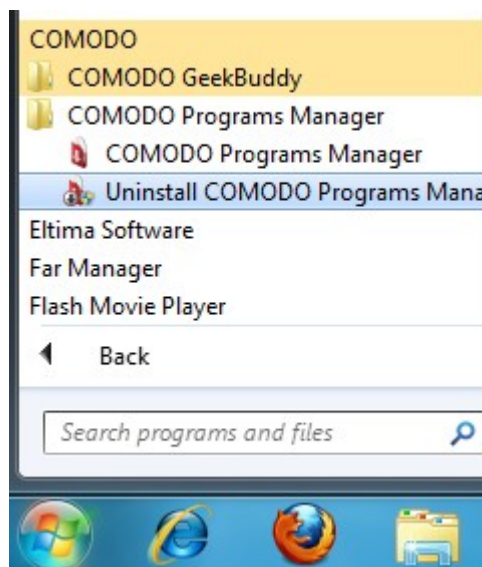 COMODO
COMODO GeekBuddy
COMODO Programs Manager
COMODO Programs Manager
Uninstall COMODO Programs Mana
Eltima Software
Far Manager
Flash Movie Player
Back
Search programs and files